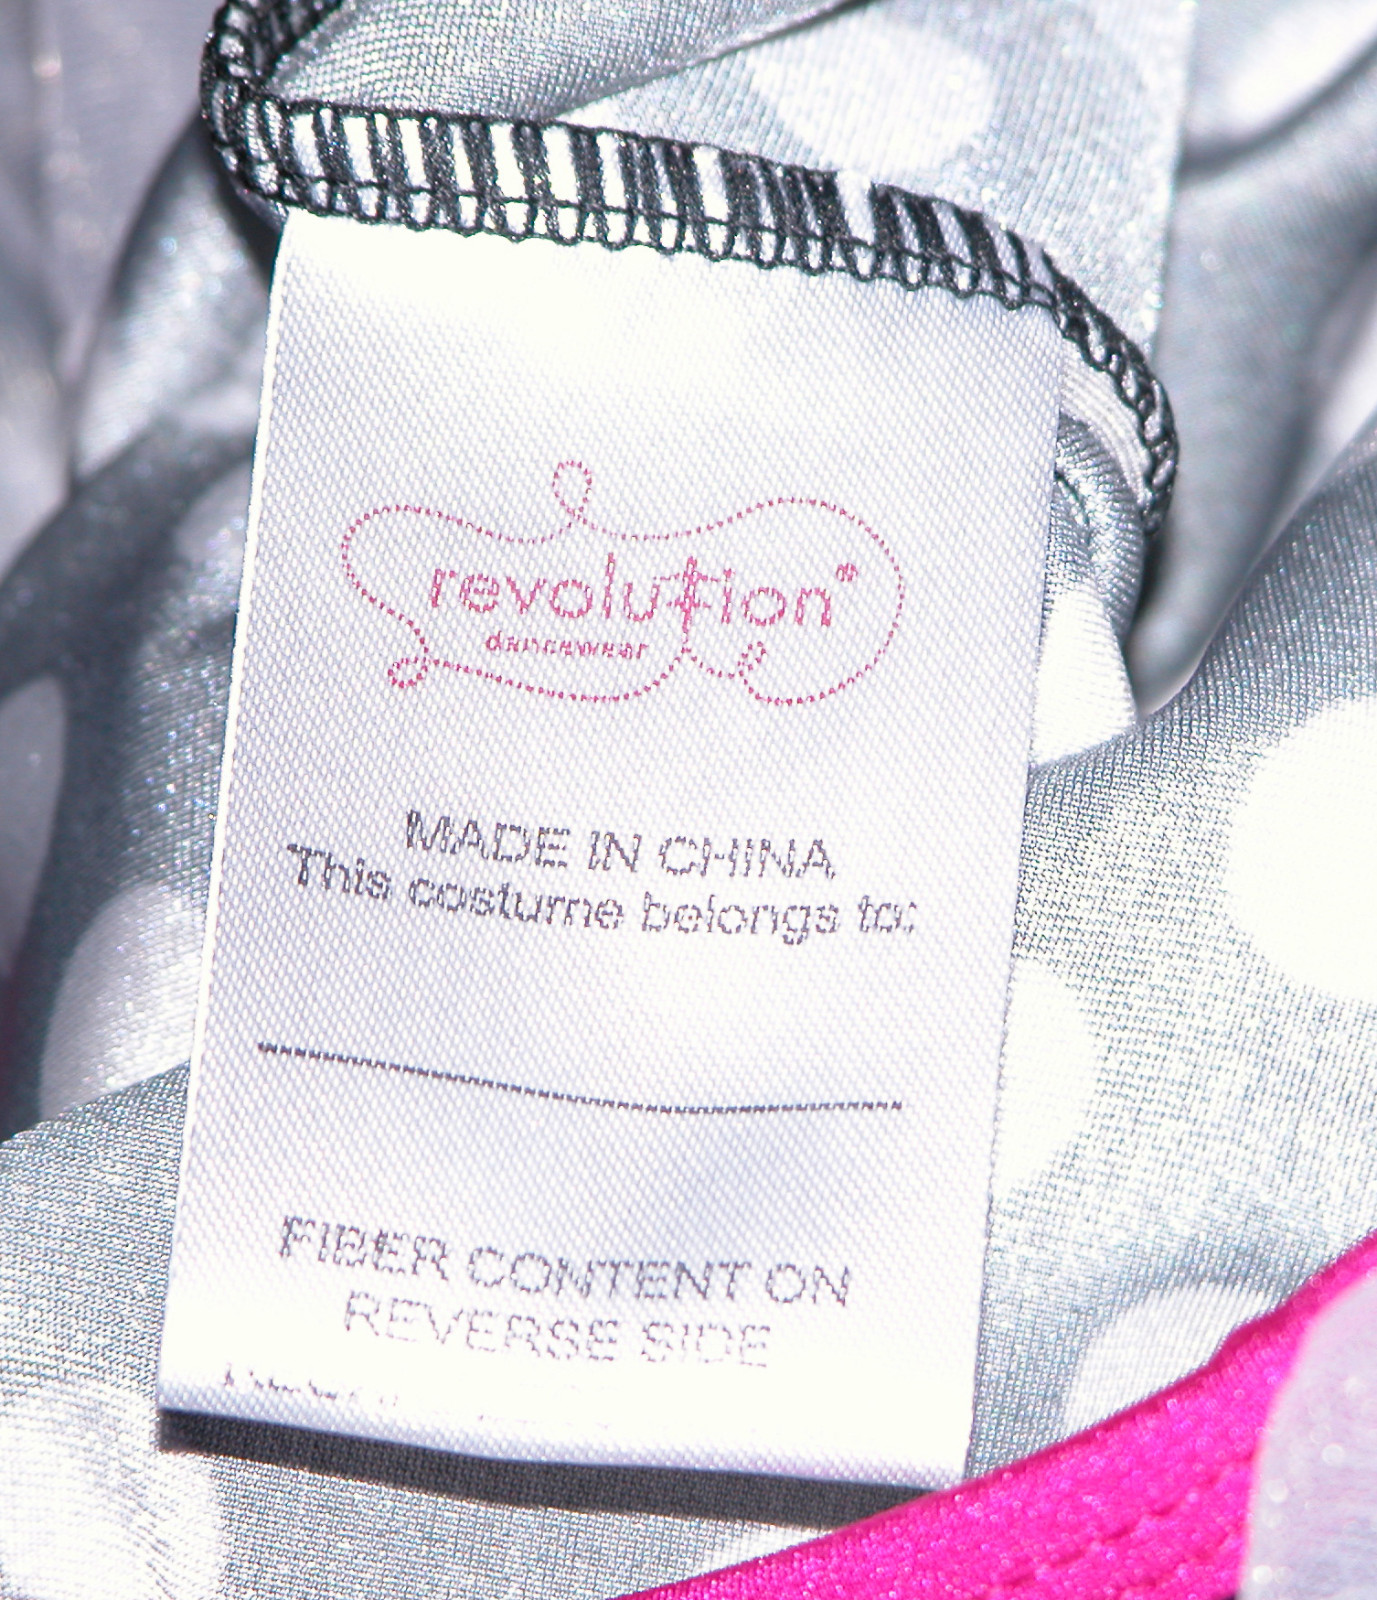 revolution®
dancewear
MADE IN CHINA
This costume belongs to:
FIBER CONTENT ON
REVERSE SIDE